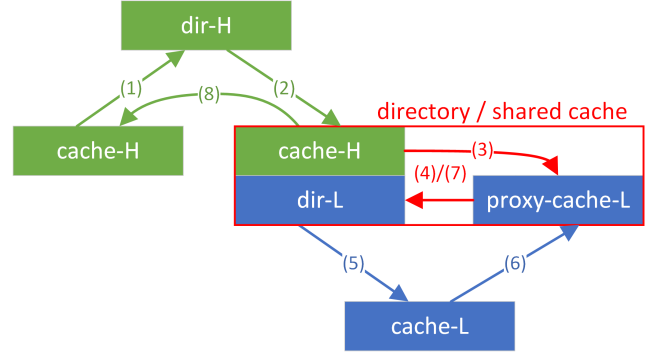 dir-H
(1)
(8)
(2)
directory / shared cache
cache-H
cache-H
(3)
(4)/(7)
dir-L
proxy-cache-L
(5)
(6)
cache-L